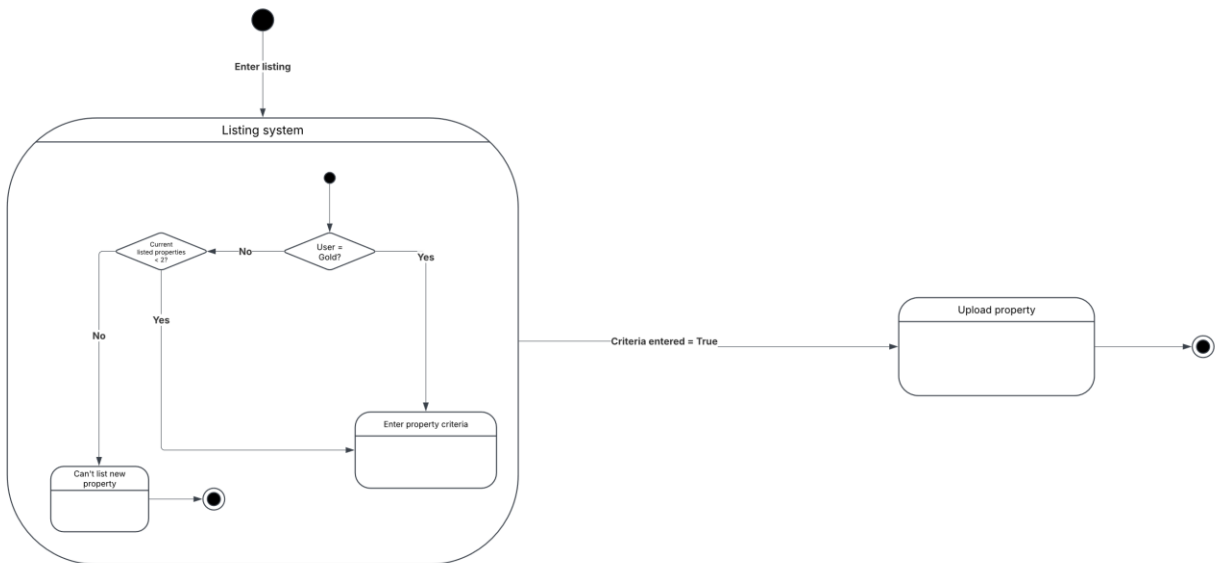 Enter listing
Listing system
Current
listed properties
< 2?
No
User =
Gold?
Yes
Yes
No
Upload property
Criteria entered = True
Enter property criteria
Can't list new
property